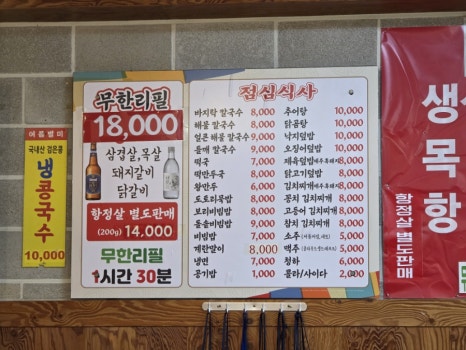 여름별미
국내산 검은콩
냉콩국수
10,000
무한리필
18,000
삼겹살,목살
돼지갈비
닭갈비
항정살 별도판매
(200g) 14,000
무한리필
1시간 30분
점심식사
바지락 칼국수 8,000
해물 칼국수 8,000
얼큰 해물 칼국수 9,000
들깨 칼국수 9,000
떡국 7,000
떡만두국 8,000
왕만두 6,000
도토리묵밥 8,000
보리비빔밥 8,000
돌솥비빔밥 9,000
비빔밥 7,000
계란말이 8,000
냉면 7,000
공기밥 1,000
추어탕 10,000
닭곰탕 10,000
낙지덮밥 10,000
오징어덮밥 10,000
제육덮밥 8,000
닭고기덮밥 8,000
김치찌개 8,000
꽁치 김치찌개 8,000
고등어 김치찌개 8,000
참치 김치찌개 8,000
소주 5,000
맥주 5,000
청하 6,000
콜라/사이다 2,000
생
목
항
항정살 별도판매